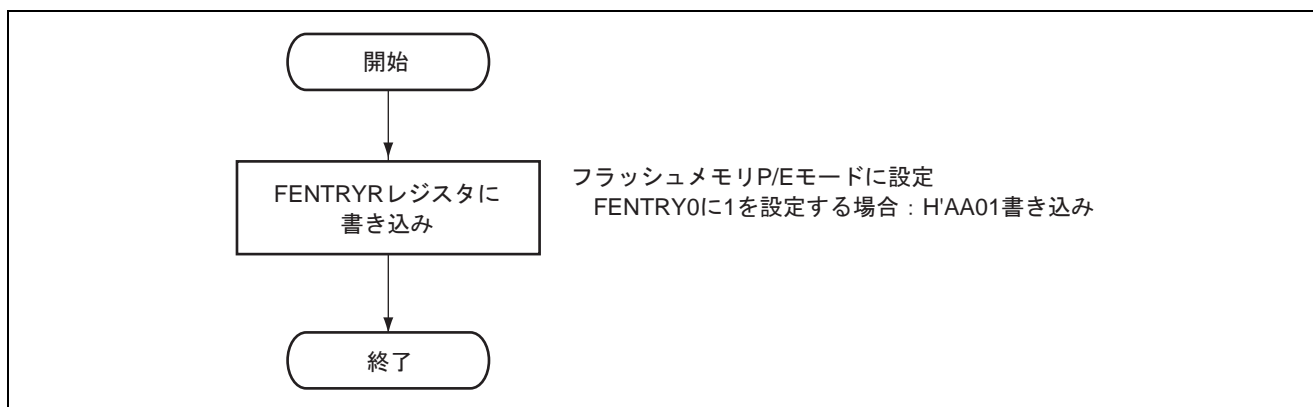 開始
FENTRYRレジスタに
書き込み
フラッシュメモリP/Eモードに設定
FENTRY0に1を設定する場合：H'AA01書き込み
終了